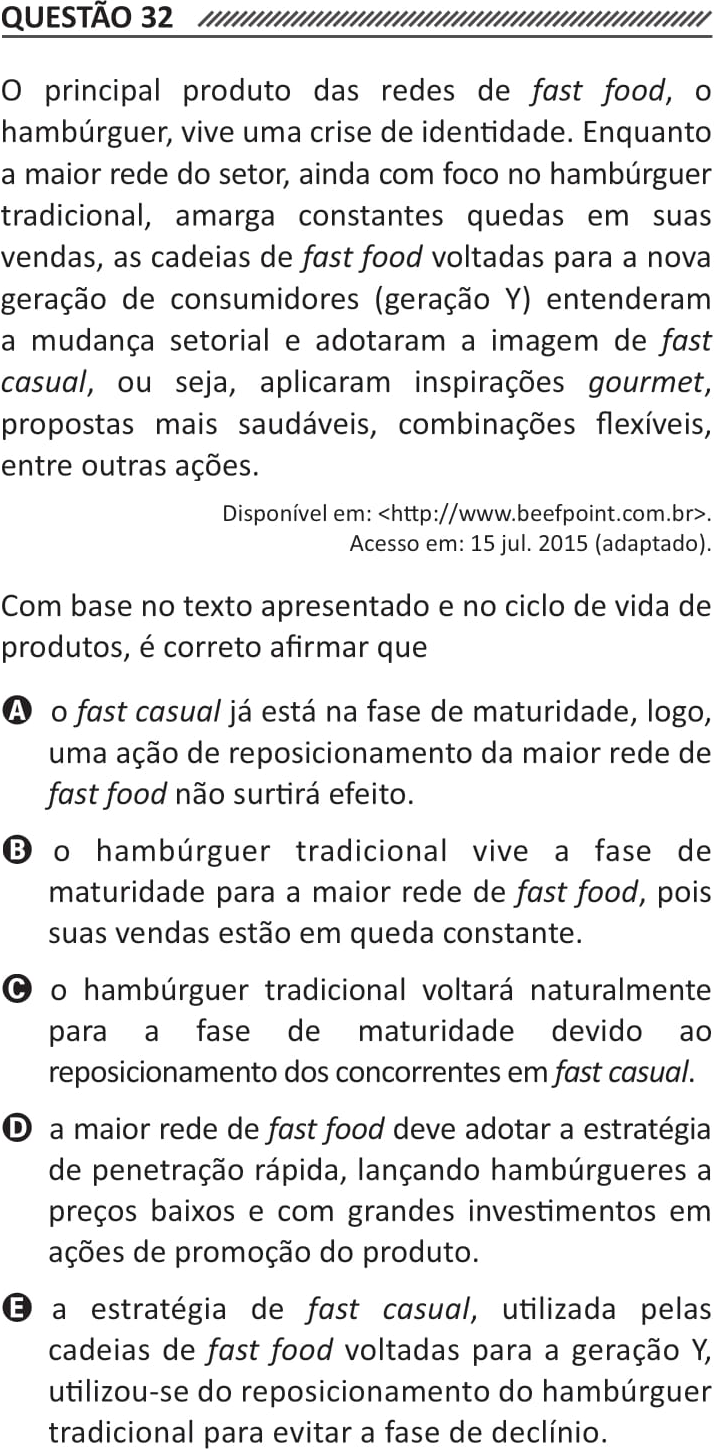 QUESTÃO 32
O principal produto das redes de fast food, o
hambúrguer, vive uma crise de identidade. Enquanto
a maior rede do setor, ainda com foco no hambúrguer
tradicional, amarga constantes quedas em suas
vendas, as cadeias de fast food voltadas para a nova
geração de consumidores (geração Y) entenderam
a mudança setorial e adotaram a imagem de fast
casual, ou seja, aplicaram inspirações gourmet,
propostas mais saudáveis, combinações flexíveis,
entre outras ações.
Disponível em: <http://www.beefpoint.com.br>.
Acesso em: 15 jul. 2015 (adaptado).
Com base no texto apresentado e no ciclo de vida de
produtos, é correto afirmar que
A o fast casual já está na fase de maturidade, logo,
uma ação de reposicionamento da maior rede de
fast food não surtirá efeito.
B o hambúrguer tradicional vive a fase de
maturidade para a maior rede de fast food, pois
suas vendas estão em queda constante.
C o hambúrguer tradicional voltará naturalmente
para a fase de maturidade devido ao
reposicionamento dos concorrentes em fast casual.
D a maior rede de fast food deve adotar a estratégia
de penetração rápida, lançando hambúrgueres a
preços baixos e com grandes investimentos em
ações de promoção do produto.
E a estratégia de fast casual, utilizada pelas
cadeias de fast food voltadas para a geração Y,
utilizou-se do reposicionamento do hambúrguer
tradicional para evitar a fase de declínio.